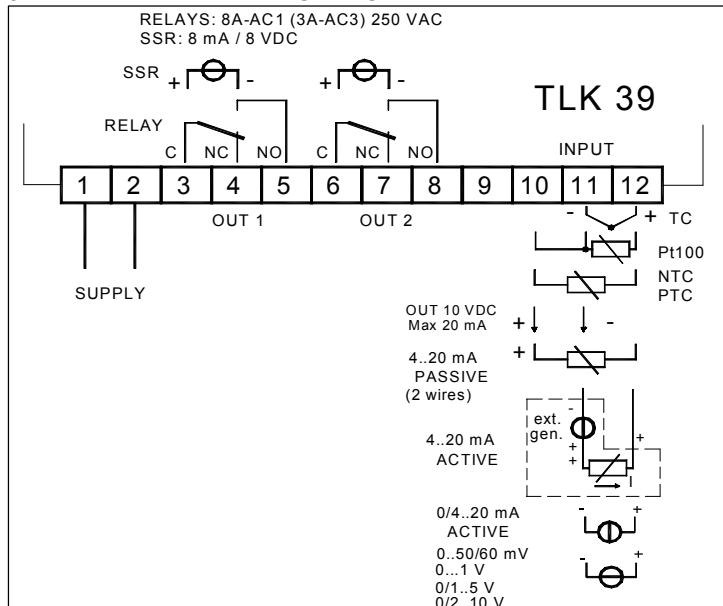 RELAYS: 8A-AC1 (3A-AC3) 250 VAC
SSR: 8 mA / 8 VDC
SSR + - + -
TLK 39
RELAY
C NC NO C NC NO INPUT
1 2 3 4 5 6 7 8 9 10 11 12
OUT 1 OUT 2
- + TC
Pt100
SUPPLY
NTC
PTC
OUT 10 VDC
Max 20 mA + -
4..20 mA +
PASSIVE
(2 wires)
ext.
gen.
- + + +
4..20 mA
ACTIVE
I
0/4..20 mA - +
ACTIVE
0..50/60 mV - +
0...1 V
0/1..5 V
0/2..10 V